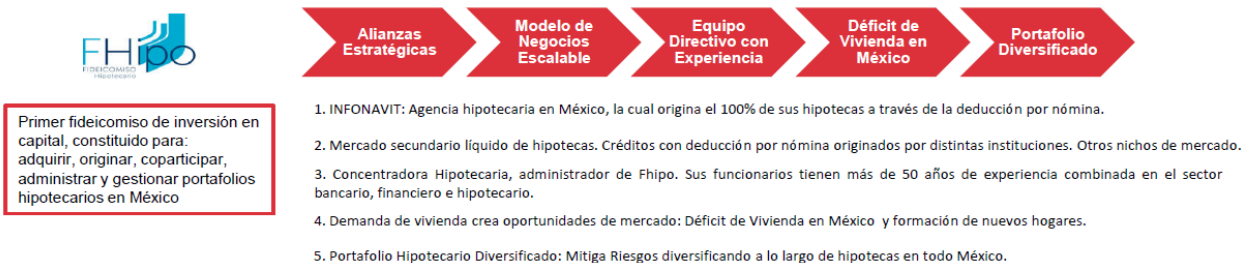 FHipo
FIDEICOMISO
Hipotecario
Alianzas
Estratégicas
Modelo de
Negocios
Escalable
Equipo
Directivo con
Experiencia
Déficit de
Vivienda en
México
Portafolio
Diversificado
Primer fideicomiso de inversión en
capital, constituido para:
adquirir, originar, coparticipar,
administrar y gestionar portafolios
hipotecarios en México
1. INFONAVIT: Agencia hipotecaria en México, la cual origina el 100% de sus hipotecas a través de la deducción por nómina.
2. Mercado secundario líquido de hipotecas. Créditos con deducción por nómina originados por distintas instituciones. Otros nichos de mercado.
3. Concentradora Hipotecaria, administrador de Fhipo. Sus funcionarios tienen más de 50 años de experiencia combinada en el sector
bancario, financiero e hipotecario.
4. Demanda de vivienda crea oportunidades de mercado: Déficit de Vivienda en México y formación de nuevos hogares.
5. Portafolio Hipotecario Diversificado: Mitiga Riesgos diversificando a lo largo de hipotecas en todo México.